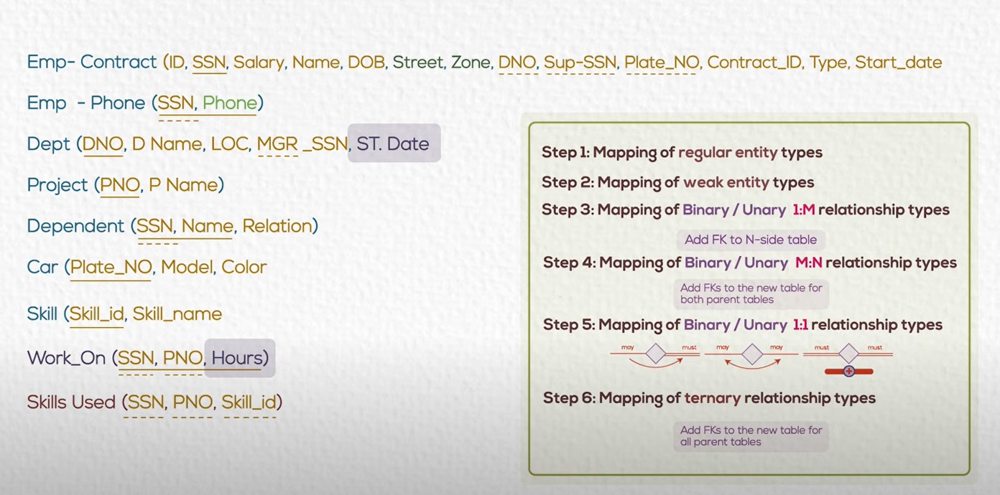 Emp- Contract (ID, SSN, Salary, Name, DOB, Street, Zone, DNO, Sup-SSN, Plate_NO, Contract_ID, Type, Start_date
Emp - Phone (SSN, Phone)
Dept (DNO, D Name, LOC, MGR _SSN, ST. Date
Project (PNO, P Name)
Dependent (SSN, Name, Relation)
Car (Plate_NO, Model, Color
Skill (Skill_id, Skill_name
Work_On (SSN, PNO, Hours)
Skills Used (SSN, PNO, Skill_id)
Step 1: Mapping of regular entity types
Step 2: Mapping of weak entity types
Step 3: Mapping of Binary / Unary 1:M relationship types
Add FK to N-side table
Step 4: Mapping of Binary / Unary M:N relationship types
Add FKs to the new table for
both parent tables
Step 5: Mapping of Binary / Unary 1:1 relationship types
may must may may must must
Step 6: Mapping of ternary relationship types
Add FKs to the new table for
all parent tables